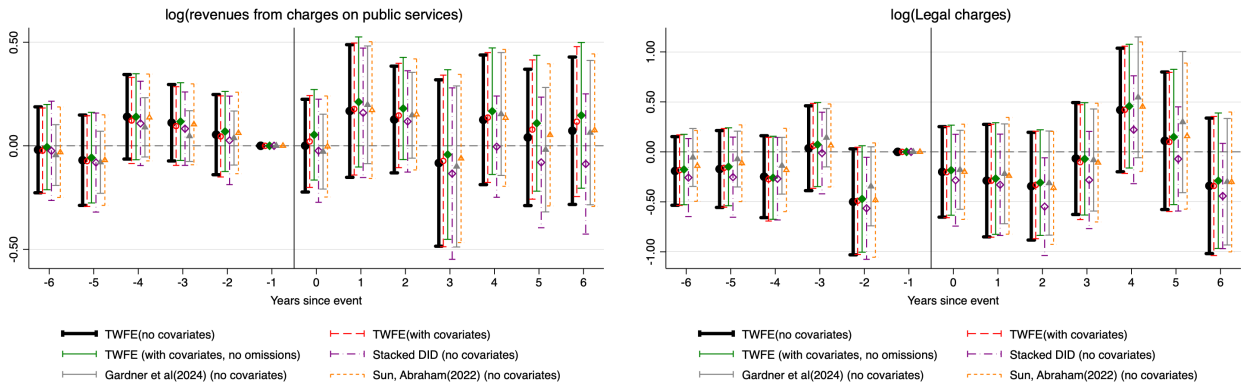 log(revenues from charges on public services)
0.50
0.00
-0.50
-6 -5 -4 -3 -2 -1 0 1 2 3 4 5 6
Years since event
TWFE(no covariates)
TWFE(with covariates)
TWFE (with covariates, no omissions)
Stacked DID (no covariates)
Gardner et al(2024) (no covariates)
Sun, Abraham(2022) (no covariates)
log(Legal charges)
1.00
0.50
0.00
-0.50
-1.00
-6 -5 -4 -3 -2 -1 0 1 2 3 4 5 6
Years since event
TWFE(no covariates)
TWFE(with covariates)
TWFE (with covariates, no omissions)
Stacked DID (no covariates)
Gardner et al(2024) (no covariates)
Sun, Abraham(2022) (no covariates)